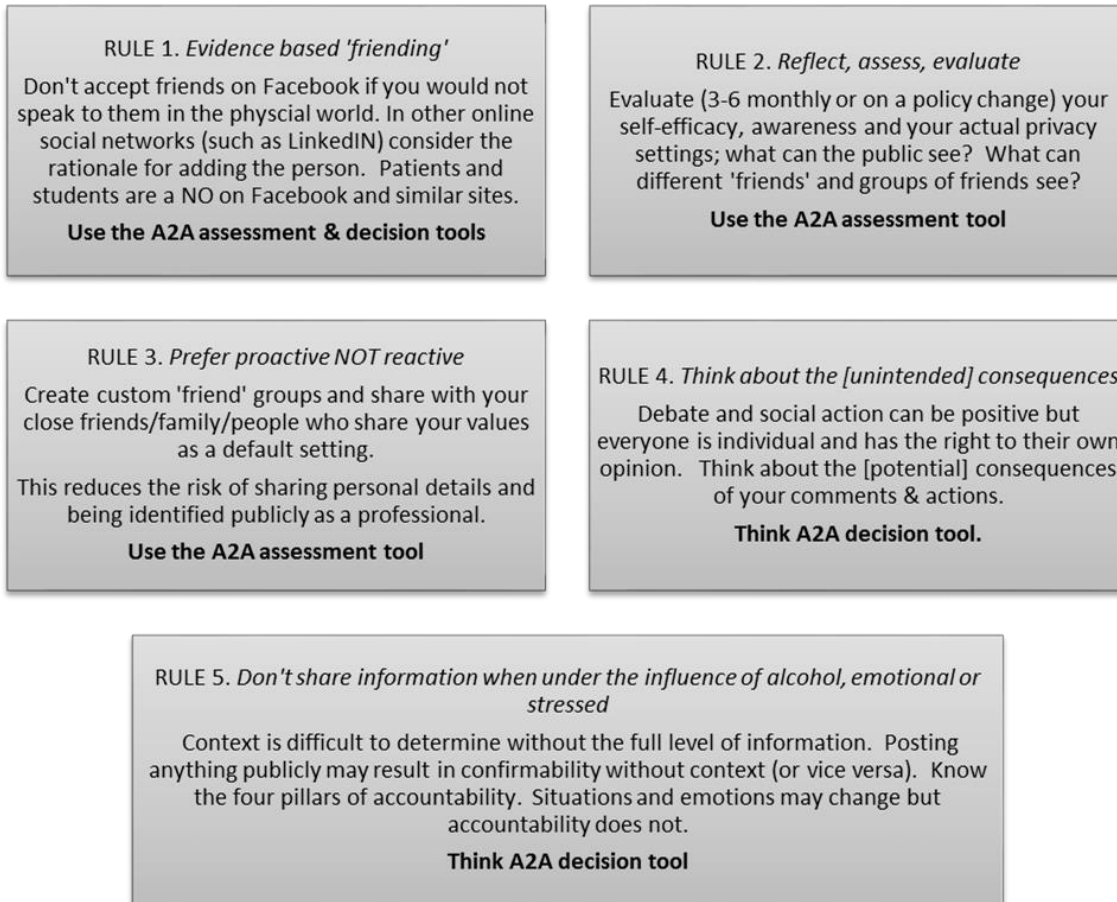 RULE 1. Evidence based 'friending'
Don't accept friends on Facebook if you would not
speak to them in the physcial world. In other online
social networks (such as LinkedIN) consider the
rationale for adding the person. Patients and
students are a NO on Facebook and similar sites.
Use the A2A assessment & decision tools
RULE 2. Reflect, assess, evaluate
Evaluate (3-6 monthly or on a policy change) your
self-efficacy, awareness and your actual privacy
settings; what can the public see? What can
different 'friends' and groups of friends see?
Use the A2A assessment tool
RULE 3. Prefer proactive NOT reactive
Create custom 'friend' groups and share with your
close friends/family/people who share your values
as a default setting.
This reduces the risk of sharing personal details and
being identified publicly as a professional.
Use the A2A assessment tool
RULE 4. Think about the [unintended] consequences
Debate and social action can be positive but
everyone is individual and has the right to their own
opinion. Think about the [potential] consequences
of your comments & actions.
Think A2A decision tool.
RULE 5. Don't share information when under the influence of alcohol, emotional or
stressed
Context is difficult to determine without the full level of information. Posting
anything publicly may result in confirmability without context (or vice versa). Know
the four pillars of accountability. Situations and emotions may change but
accountability does not.
Think A2A decision tool